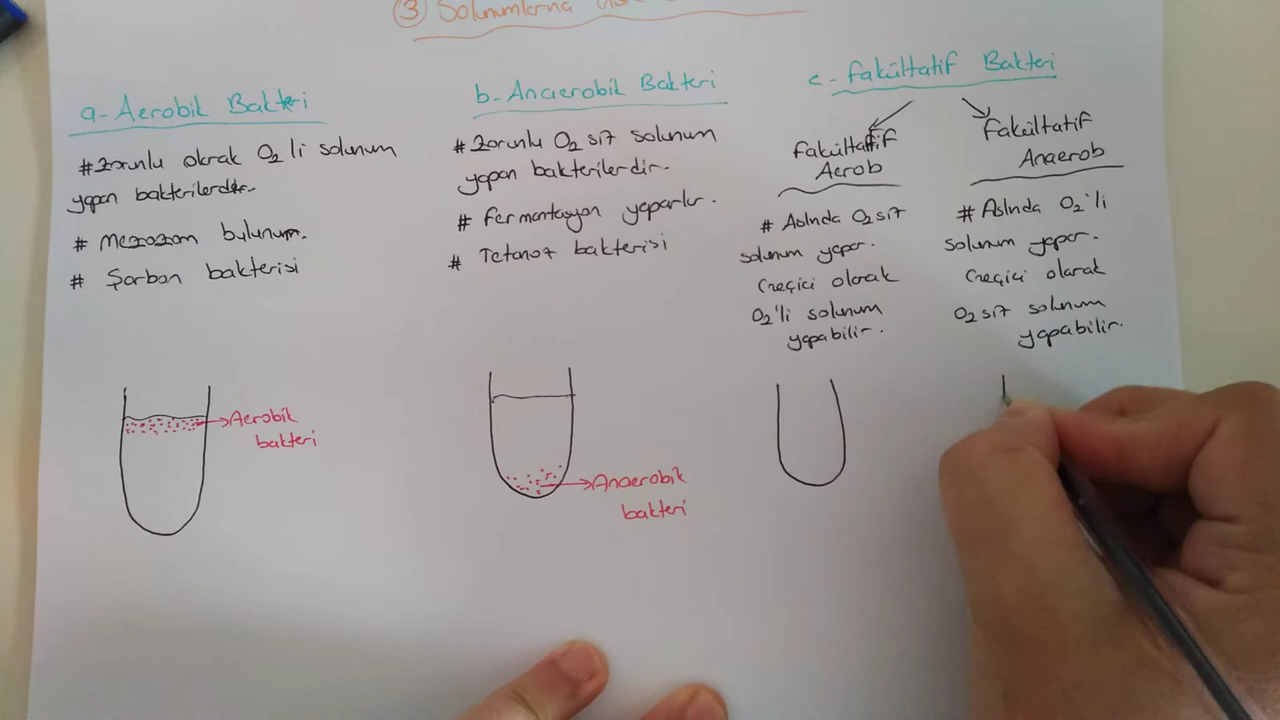 ③ Solunumlarına
a- Aerobik Bakteri
# Zorunlu olarak O₂ li solunum
yapan bakterilerdir.
# Mezozom bulunur.
# Şarbon bakterisi
Aerobik
bakteri
b- Anaerobik Bakteri
# Zorunlu O₂ siz solunum
yapan bakterilerdir.
# Fermantasyon yaparlar.
# Tetanoz bakterisi
Anaerobik
bakteri
c- Fakültatif Bakteri
Fakültatif
Aerob
# Aslında O₂ siz
solunum yapar.
Geçici olarak
O₂'li solunum
yapabilir.
Fakültatif
Anaerob
# Aslında O₂'li
solunum yapar.
Geçici olarak
O₂ siz solunum
yapabilir.